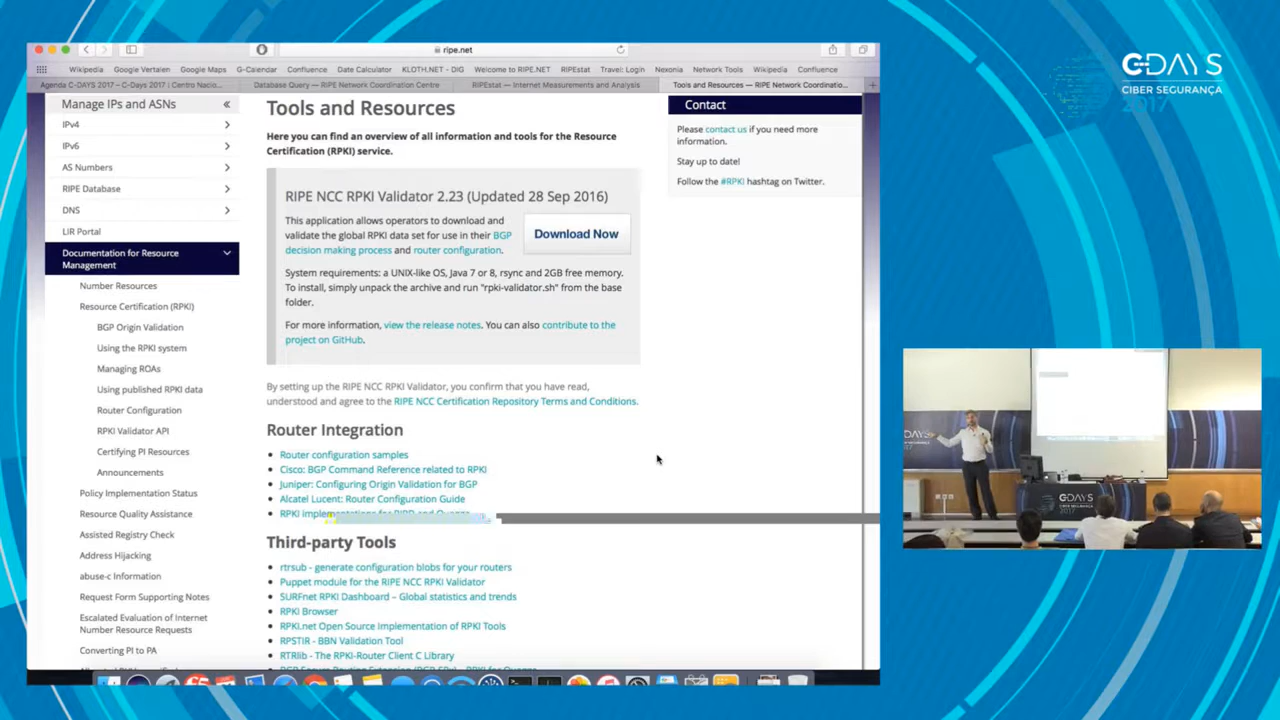 ripe.net
Wikipedia Google Vertalen Google Maps G-Calendar Confluence Date Calculator KLOTH.NET - DIG Welcome to RIPE.NET RIPEstat Travel: Login Nexonia Network Tools Wikipedia Confluence
Agenda C-DAYS 2017 – C-Days 2017 | Centro Nacio...
Database Query — RIPE Network Coordination Centre
RIPEstat — Internet Measurements and Analysis
Tools and Resources — RIPE Network Coordinatio...
Manage IPs and ASNs
IPv4
IPv6
AS Numbers
RIPE Database
DNS
LIR Portal
Documentation for Resource
Management
Number Resources
Resource Certification (RPKI)
BGP Origin Validation
Using the RPKI system
Managing ROAs
Using published RPKI data
Router Configuration
RPKI Validator API
Certifying PI Resources
Announcements
Policy Implementation Status
Resource Quality Assistance
Assisted Registry Check
Address Hijacking
abuse-c Information
Request Form Supporting Notes
Escalated Evaluation of Internet
Number Resource Requests
Converting PI to PA
Tools and Resources
Here you can find an overview of all information and tools for the Resource
Certification (RPKI) service.
RIPE NCC RPKI Validator 2.23 (Updated 28 Sep 2016)
This application allows operators to download and
validate the global RPKI data set for use in their BGP
decision making process and router configuration.
Download Now
System requirements: a UNIX-like OS, Java 7 or 8, rsync and 2GB free memory.
To install, simply unpack the archive and run "rpki-validator.sh" from the base
folder.
For more information, view the release notes. You can also contribute to the
project on GitHub.
By setting up the RIPE NCC RPKI Validator, you confirm that you have read,
understood and agree to the RIPE NCC Certification Repository Terms and Conditions.
Router Integration
Router configuration samples
Cisco: BGP Command Reference related to RPKI
Juniper: Configuring Origin Validation for BGP
Alcatel Lucent: Router Configuration Guide
RPKI implementations for BIRD and Quagga
Third-party Tools
rtrsub - generate configuration blobs for your routers
Puppet module for the RIPE NCC RPKI Validator
SURFnet RPKI Dashboard – Global statistics and trends
RPKI Browser
RPKI.net Open Source Implementation of RPKI Tools
RPSTIR - BBN Validation Tool
RTRlib - The RPKI-Router Client C Library
Contact
Please contact us if you need more
information.
Stay up to date!
Follow the #RPKI hashtag on Twitter.
C-DAYS
CIBER SEGURANÇA
2017
C-DAYS
2017
C-DAYS
2017